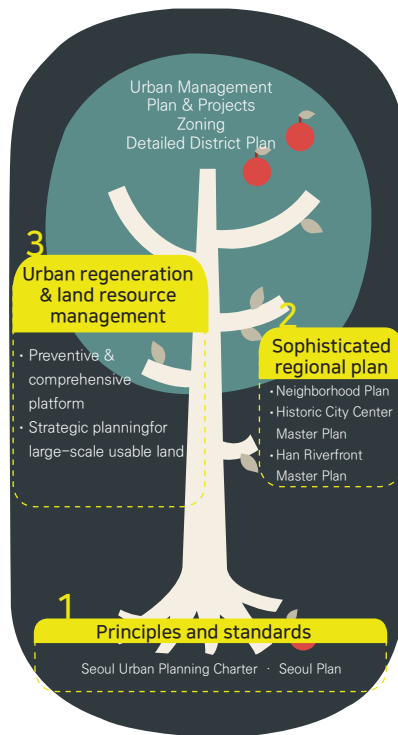 Urban Management
Plan & Projects
Zoning
Detailed District Plan
3
Urban regeneration
& land resource
management
· Preventive &
comprehensive
platform
· Strategic planningfor
large-scale usable land
2
Sophisticated
regional plan
· Neighborhood Plan
· Historic City Center
Master Plan
· Han Riverfront
Master Plan
1
Principles and standards
Seoul Urban Planning Charter · Seoul Plan